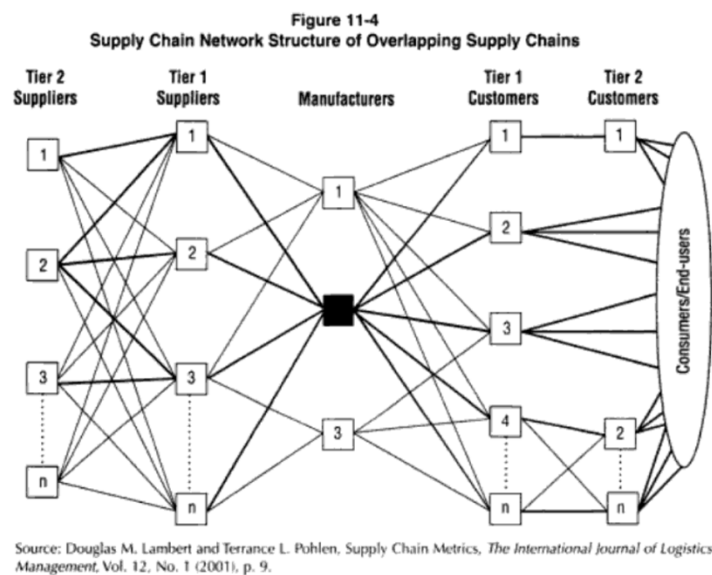 Figure 11-4
Supply Chain Network Structure of Overlapping Supply Chains
Tier 2
Suppliers
Tier 1
Suppliers
Manufacturers
Tier 1
Customers
Tier 2
Customers
1
2
3
n
1
2
3
n
1
3
1
2
3
4
n
1
2
n
Consumers/End-users
Source: Douglas M. Lambert and Terrance L. Pohlen, Supply Chain Metrics, The International Journal of Logistics
Management, Vol. 12, No. 1 (2001), p. 9.